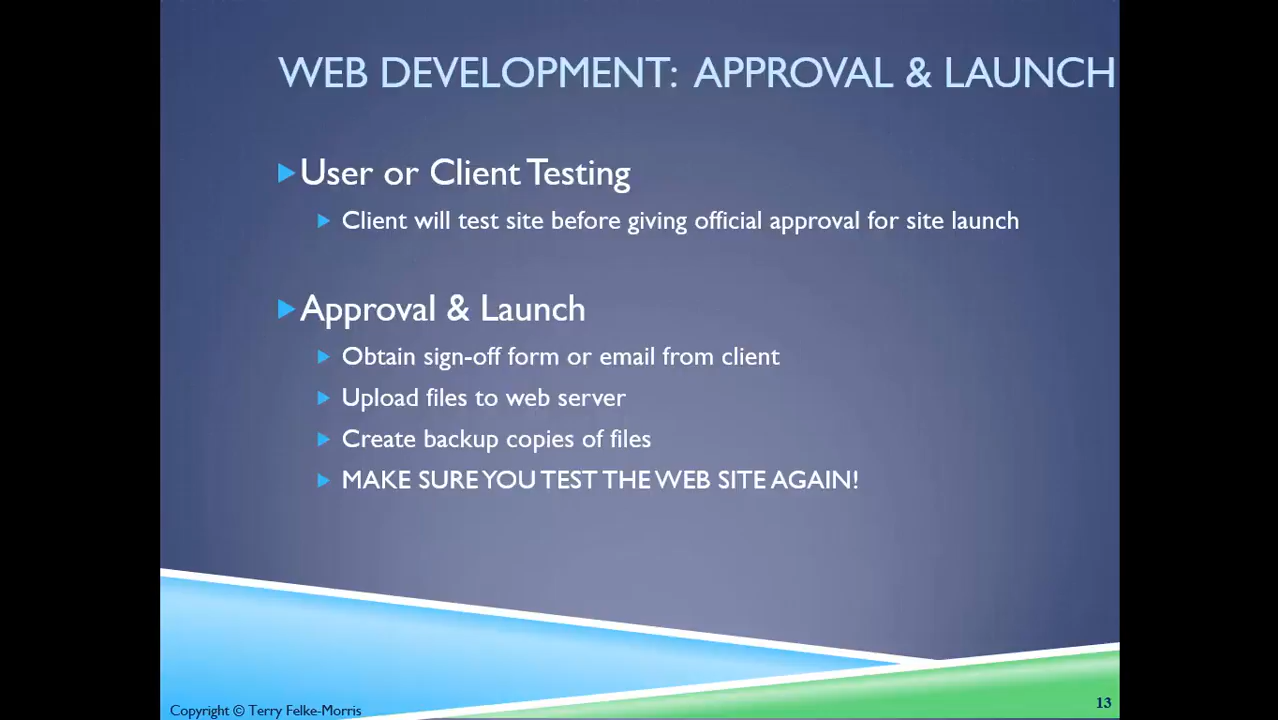 WEB DEVELOPMENT: APPROVAL & LAUNCH
User or Client Testing
Client will test site before giving official approval for site launch
Approval & Launch
Obtain sign-off form or email from client
Upload files to web server
Create backup copies of files
MAKE SURE YOU TEST THE WEB SITE AGAIN!
Copyright © Terry Felke-Morris
13